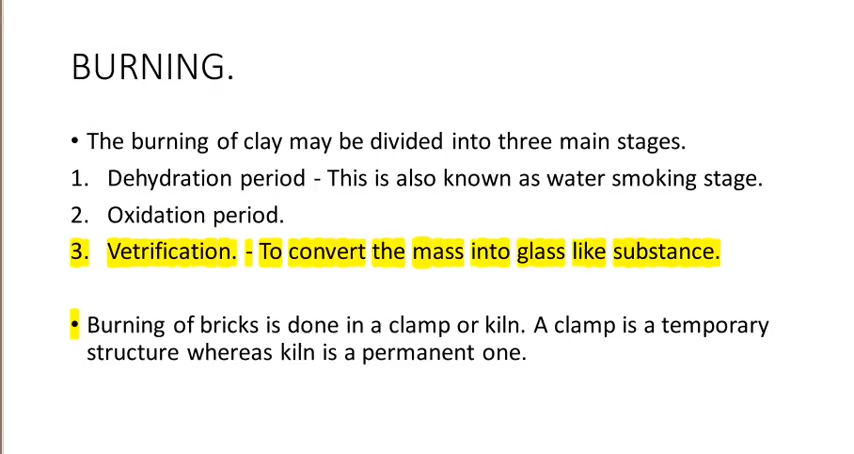 BURNING.
• The burning of clay may be divided into three main stages.
1. Dehydration period - This is also known as water smoking stage.
2. Oxidation period.
3. Vetrification. - To convert the mass into glass like substance.
• Burning of bricks is done in a clamp or kiln. A clamp is a temporary
structure whereas kiln is a permanent one.